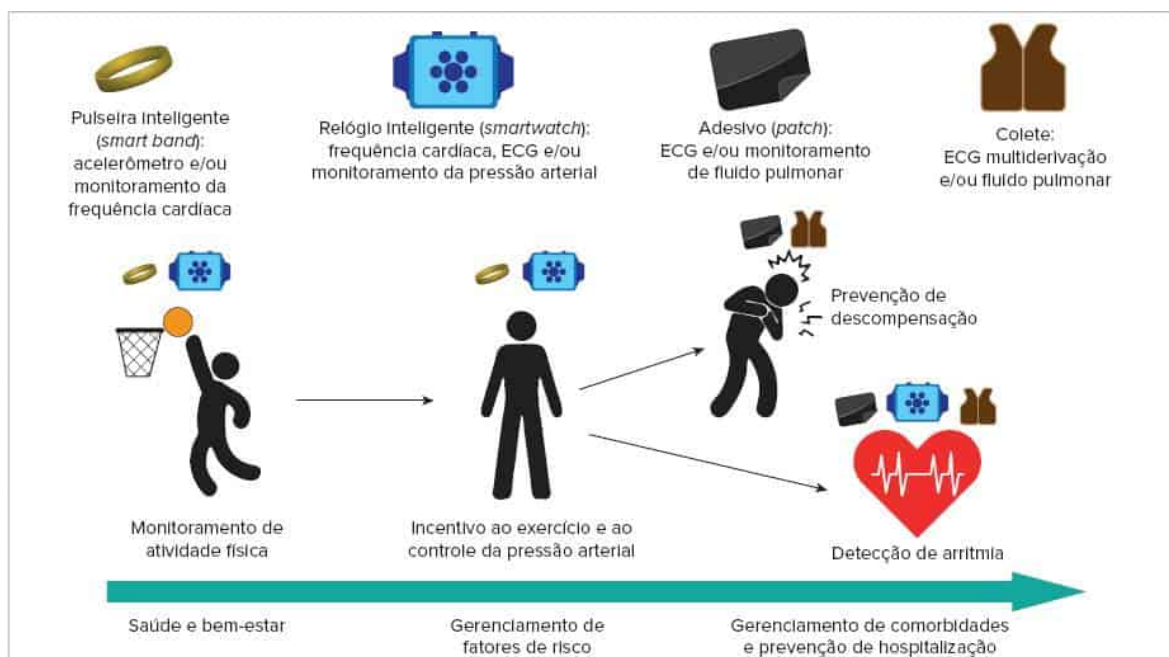 Pulseira inteligente
(smart band):
acelerômetro e/ou
monitoramento da
frequência cardíaca
Relógio inteligente (smartwatch):
frequência cardíaca, ECG e/ou
monitoramento da pressão arterial
Adesivo (patch):
ECG e/ou monitoramento
de fluido pulmonar
Colete:
ECG multiderivação
e/ou fluido pulmonar
Prevenção de
descompensação
Monitoramento de
atividade física
Incentivo ao exercício e ao
controle da pressão arterial
Detecção de arritmia
Saúde e bem-estar
Gerenciamento de
fatores de risco
Gerenciamento de comorbidades
e prevenção de hospitalização